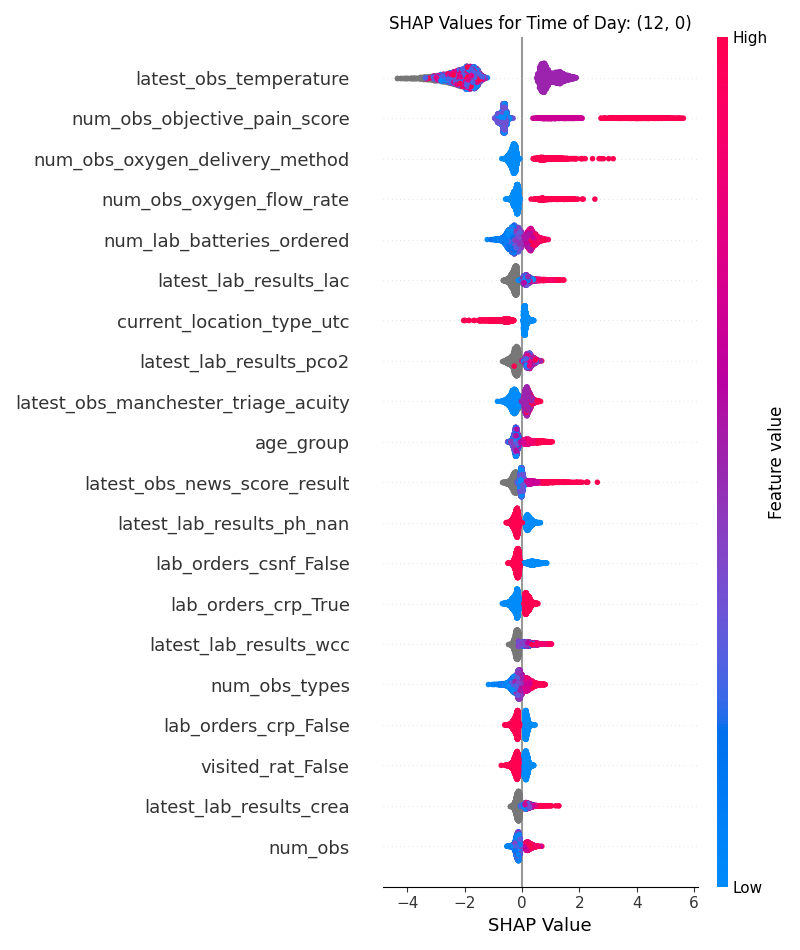 SHAP Values for Time of Day: (12, 0)
High
latest_obs_temperature
num_obs_objective_pain_score
num_obs_oxygen_delivery_method
num_obs_oxygen_flow_rate
num_lab_batteries_ordered
latest_lab_results_lac
current_location_type_utc
latest_lab_results_pco2
latest_obs_manchester_triage_acuity
age_group
latest_obs_news_score_result
latest_lab_results_ph_nan
lab_orders_csnf_False
lab_orders_crp_True
latest_lab_results_wcc
num_obs_types
lab_orders_crp_False
visited_rat_False
latest_lab_results_crea
num_obs
Feature value
Low
−4 −2 0 2 4 6
SHAP Value